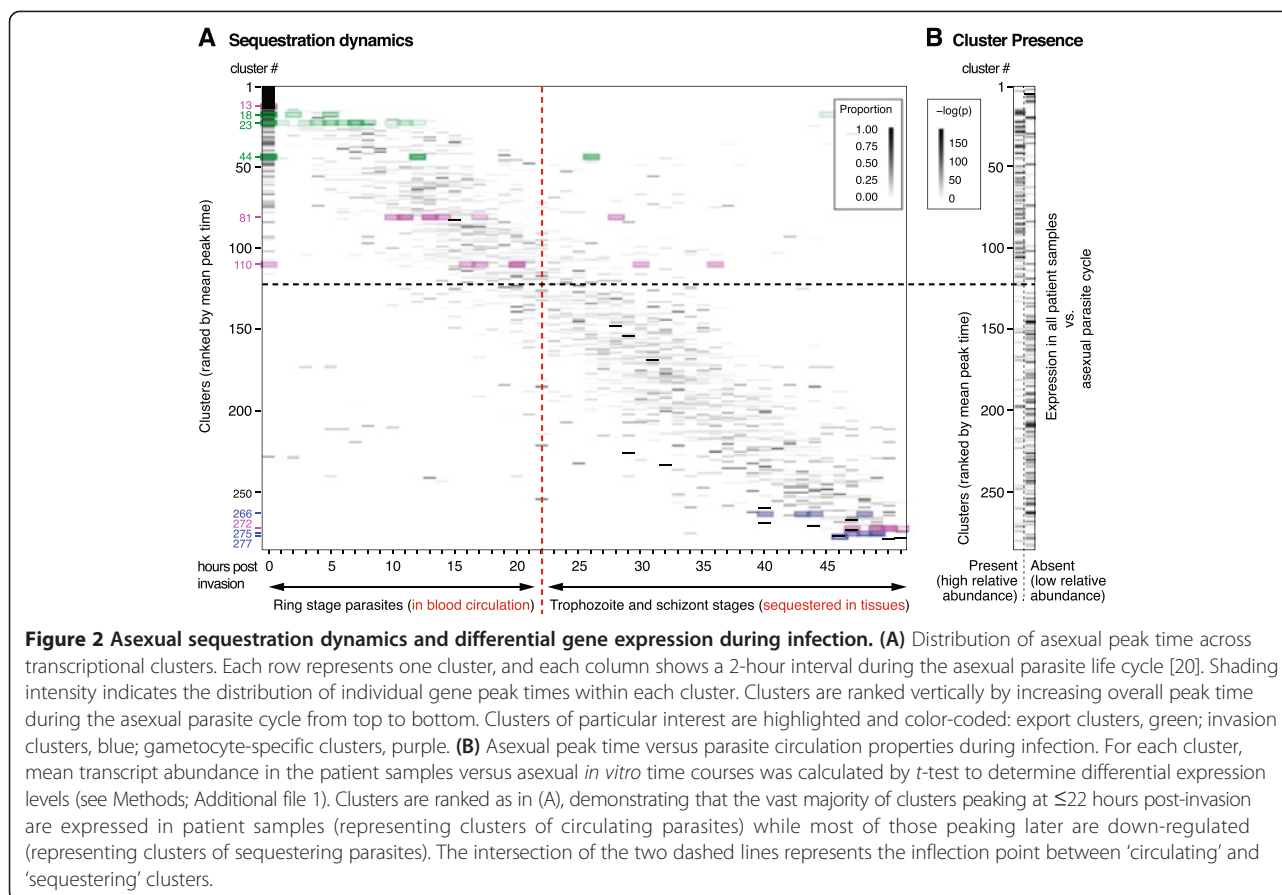 A Sequestration dynamics
B Cluster Presence
cluster #
cluster #
1
13
18
23
44
50
81
100
110
150
200
250
266
272
275
277
Clusters (ranked by mean peak time)
Proportion
1.00
0.75
0.50
0.25
0.00
–log(p)
150
100
50
0
1
50
100
150
200
250
Clusters (ranked by mean peak time)
Expression in all patient samples
vs.
asexual parasite cycle
hours post
invasion
0
5
10
15
20
25
30
35
40
45
Ring stage parasites (in blood circulation)
Trophozoite and schizont stages (sequestered in tissues)
Present
(high relative
abundance)
Absent
(low relative
abundance)
Figure 2 Asexual sequestration dynamics and differential gene expression during infection. (A) Distribution of asexual peak time across
transcriptional clusters. Each row represents one cluster, and each column shows a 2-hour interval during the asexual parasite life cycle [20]. Shading
intensity indicates the distribution of individual gene peak times within each cluster. Clusters are ranked vertically by increasing overall peak time
during the asexual parasite cycle from top to bottom. Clusters of particular interest are highlighted and color-coded: export clusters, green; invasion
clusters, blue; gametocyte-specific clusters, purple. (B) Asexual peak time versus parasite circulation properties during infection. For each cluster,
mean transcript abundance in the patient samples versus asexual in vitro time courses was calculated by t-test to determine differential expression
levels (see Methods; Additional file 1). Clusters are ranked as in (A), demonstrating that the vast majority of clusters peaking at ≤22 hours post-invasion
are expressed in patient samples (representing clusters of circulating parasites) while most of those peaking later are down-regulated
(representing clusters of sequestering parasites). The intersection of the two dashed lines represents the inflection point between ‘circulating’ and
‘sequestering’ clusters.